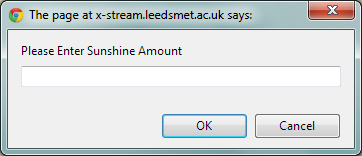 The page at x-stream.leedsmet.ac.uk says:
Please Enter Sunshine Amount
OK Cancel